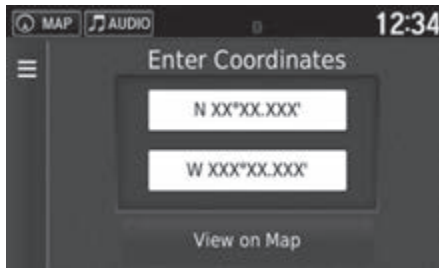 MAP AUDIO 12:34
Enter Coordinates
N XX°XX.XXX'
W XXX°XX.XXX'
View on Map